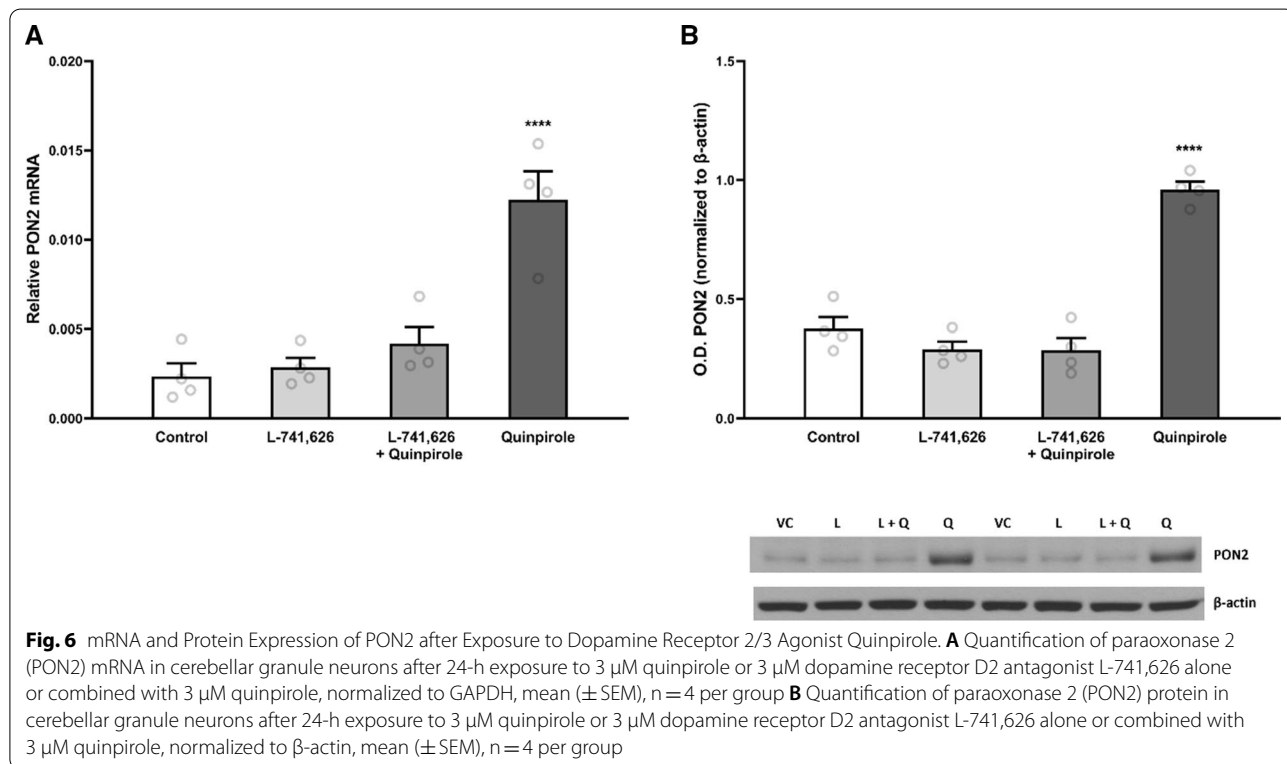 A
0.020
0.015
0.010
0.005
0.000
Relative PON2 mRNA
****
Control
L-741,626
L-741,626
+ Quinpirole
Quinpirole
B
1.5
1.0
0.5
0.0
O.D. PON2 (normalized to β-actin)
****
Control
L-741,626
L-741,626
+ Quinpirole
Quinpirole
VC L L + Q Q VC L L + Q Q
PON2
β-actin
Fig. 6 mRNA and Protein Expression of PON2 after Exposure to Dopamine Receptor 2/3 Agonist Quinpirole. A Quantification of paraoxonase 2
(PON2) mRNA in cerebellar granule neurons after 24-h exposure to 3 μM quinpirole or 3 μM dopamine receptor D2 antagonist L-741,626 alone
or combined with 3 μM quinpirole, normalized to GAPDH, mean (± SEM), n = 4 per group B Quantification of paraoxonase 2 (PON2) protein in
cerebellar granule neurons after 24-h exposure to 3 μM quinpirole or 3 μM dopamine receptor D2 antagonist L-741,626 alone or combined with
3 μM quinpirole, normalized to β-actin, mean (± SEM), n = 4 per group